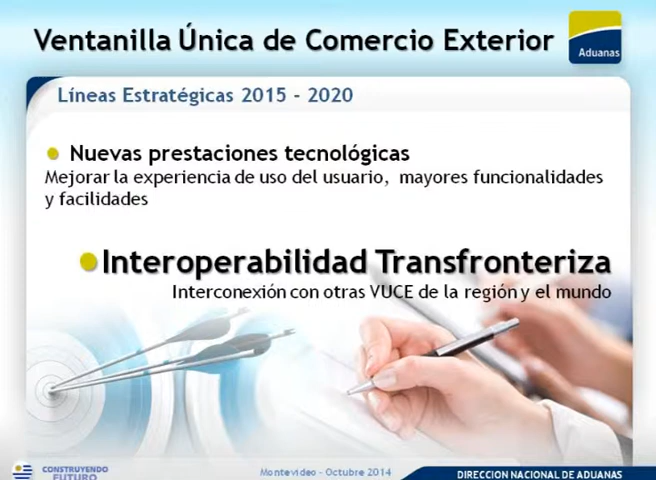 Ventanilla Única de Comercio Exterior
Aduanas
Líneas Estratégicas 2015 - 2020
Nuevas prestaciones tecnológicas
Mejorar la experiencia de uso del usuario, mayores funcionalidades
y facilidades
Interoperabilidad Transfronteriza
Interconexión con otras VUCE de la región y el mundo
CONSTRUYENDO
FUTURO
Montevideo - Octubre 2014
DIRECCION NACIONAL DE ADUANAS